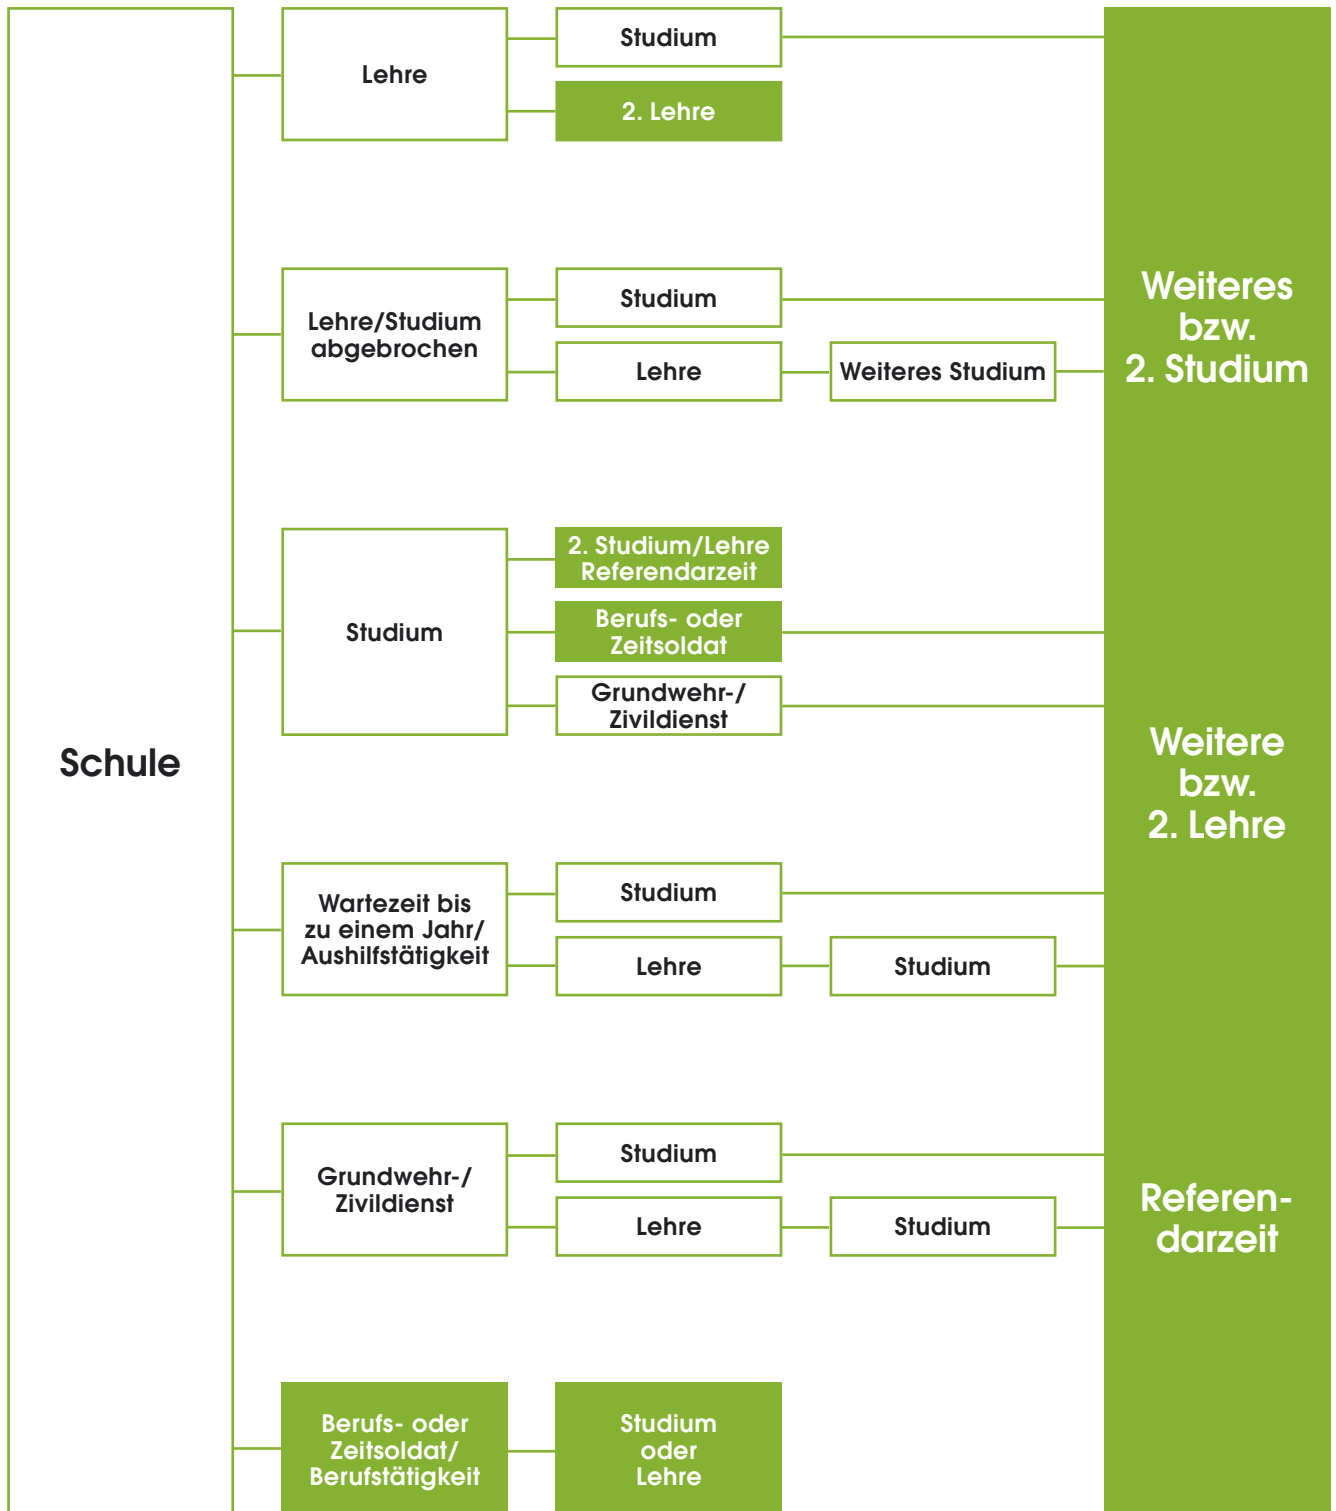 Schule
Lehre
Studium
2. Lehre
Lehre/Studium
abgebrochen
Studium
Lehre
Weiteres Studium
Studium
2. Studium/Lehre
Referendarzeit
Berufs- oder
Zeitsoldat
Grundwehr-/
Zivildienst
Wartezeit bis
zu einem Jahr/
Aushilfstätigkeit
Studium
Lehre
Studium
Grundwehr-/
Zivildienst
Studium
Lehre
Studium
Berufs- oder
Zeitsoldat/
Berufstätigkeit
Studium
oder
Lehre
Weiteres
bzw.
2. Studium
Weitere
bzw.
2. Lehre
Referen-
darzeit